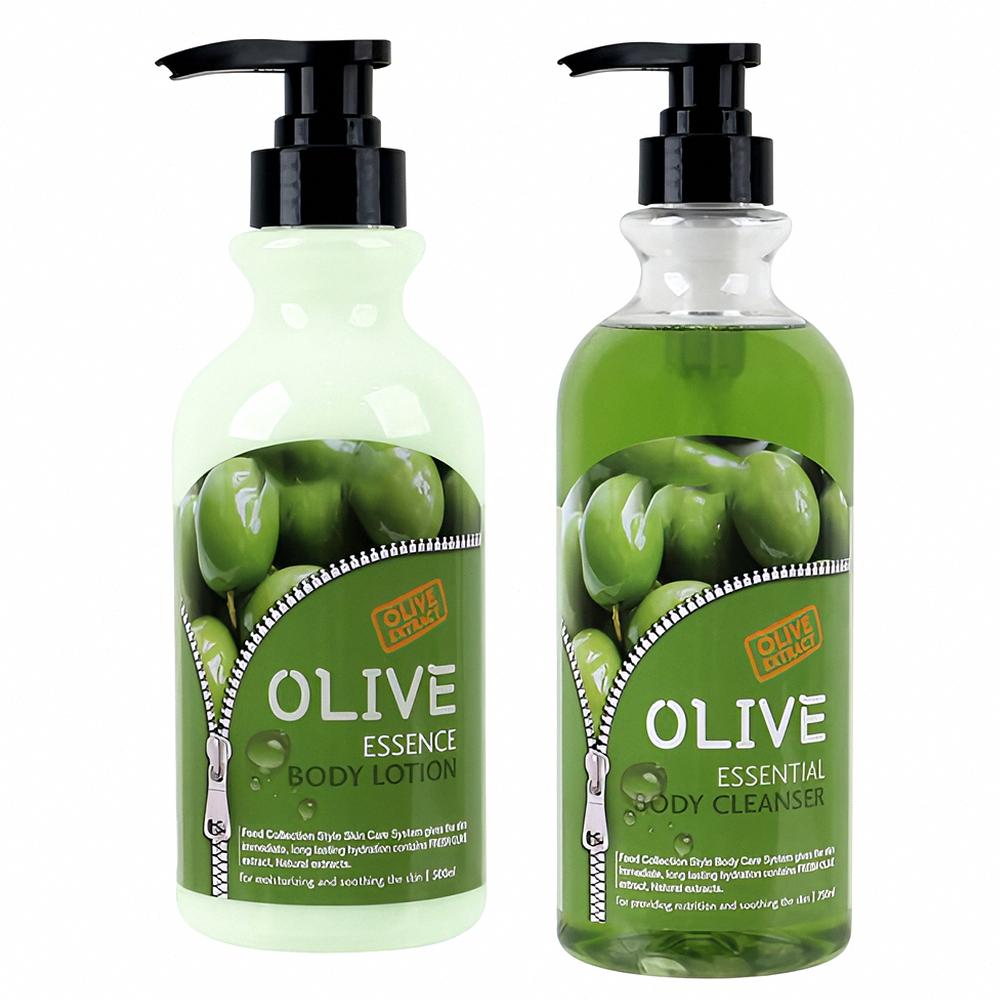 OLIVE
EXTRACT
OLIVE
ESSENCE
BODY LOTION
Food Collection Style Skin Care System gives the skin
immediate, long lasting hydration contains FRESH OLIVE
extract, Natural extracts.
For moisturizing and soothing the skin | 500ml
OLIVE
EXTRACT
OLIVE
ESSENTIAL
BODY CLEANSER
Food Collection Style Body Care System gives the skin
immediate, long lasting hydration contains FRESH OLIVE
extract, Natural extracts.
For providing nutrition and soothing the skin | 750ml